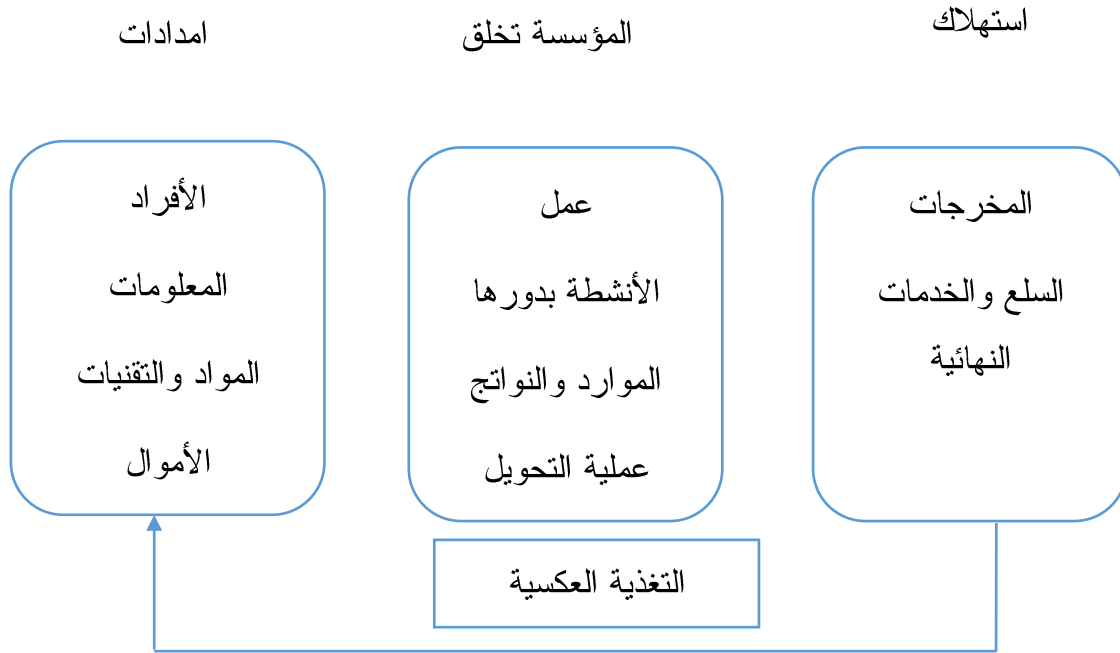 امدادات
المؤسسة تخلق
استهلاك
الأفراد
المعلومات
المواد والتقنيات
الأموال
عمل
الأنشطة بدورها
الموارد والنواتج
عملية التحويل
المخرجات
السلع والخدمات
النهائية
التغذية العكسية